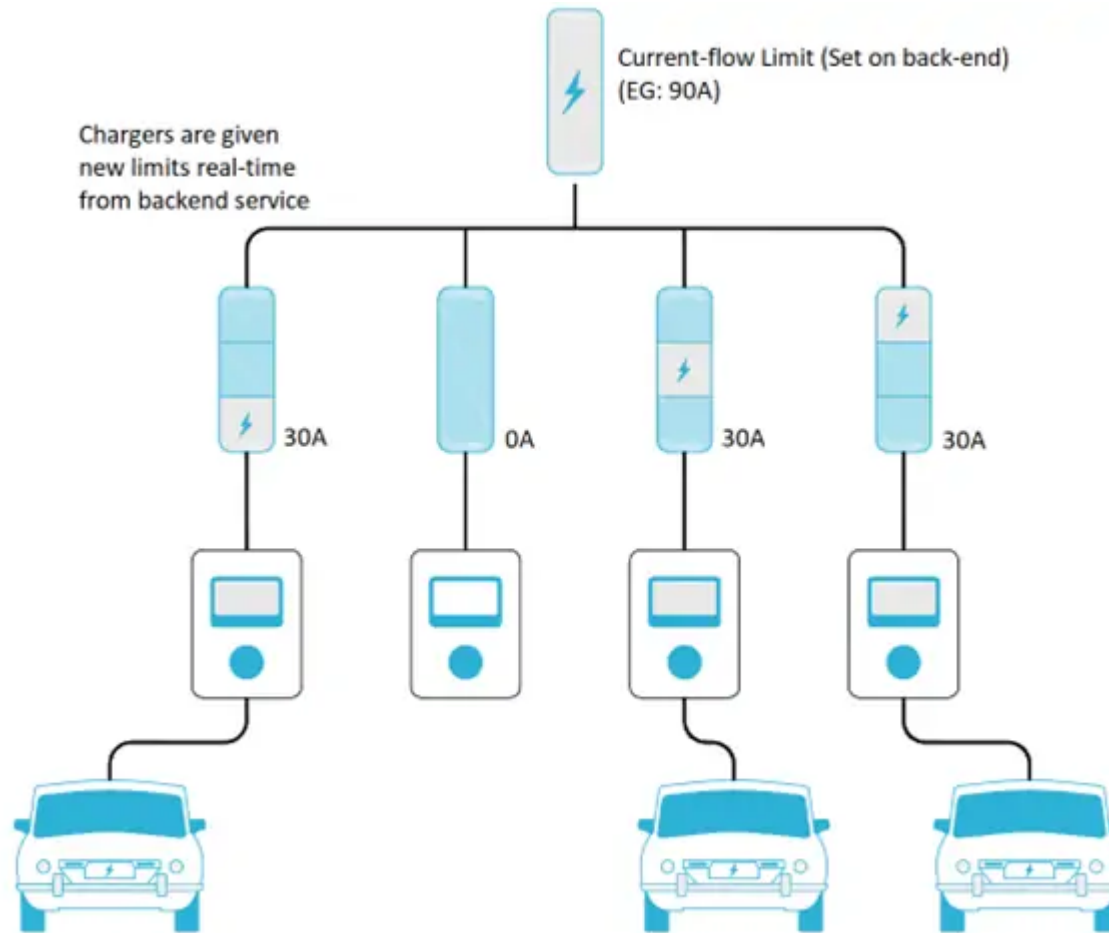 Current-flow Limit (Set on back-end)
(EG: 90A)
Chargers are given
new limits real-time
from backend service
30A
0A
30A
30A